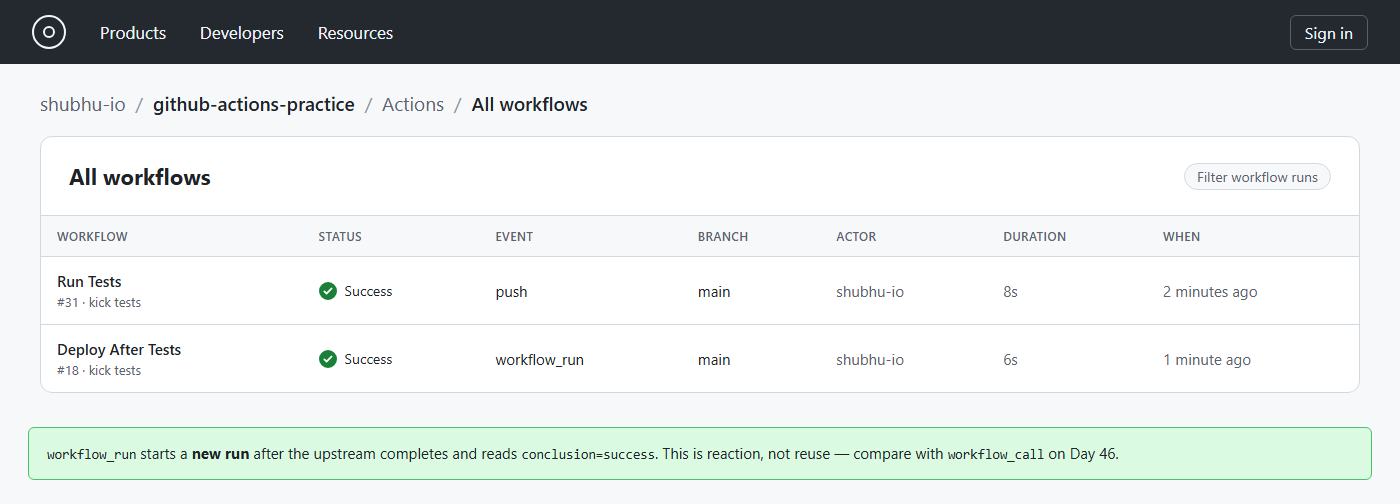 Products Developers Resources Sign in
shubhu-io / github-actions-practice / Actions / All workflows
All workflows Filter workflow runs
WORKFLOW STATUS EVENT BRANCH ACTOR DURATION WHEN
Run Tests
#31 · kick tests
Success push main shubhu-io 8s 2 minutes ago
Deploy After Tests
#18 · kick tests
Success workflow_run main shubhu-io 6s 1 minute ago
workflow_run starts a new run after the upstream completes and reads conclusion=success. This is reaction, not reuse — compare with workflow_call on Day 46.